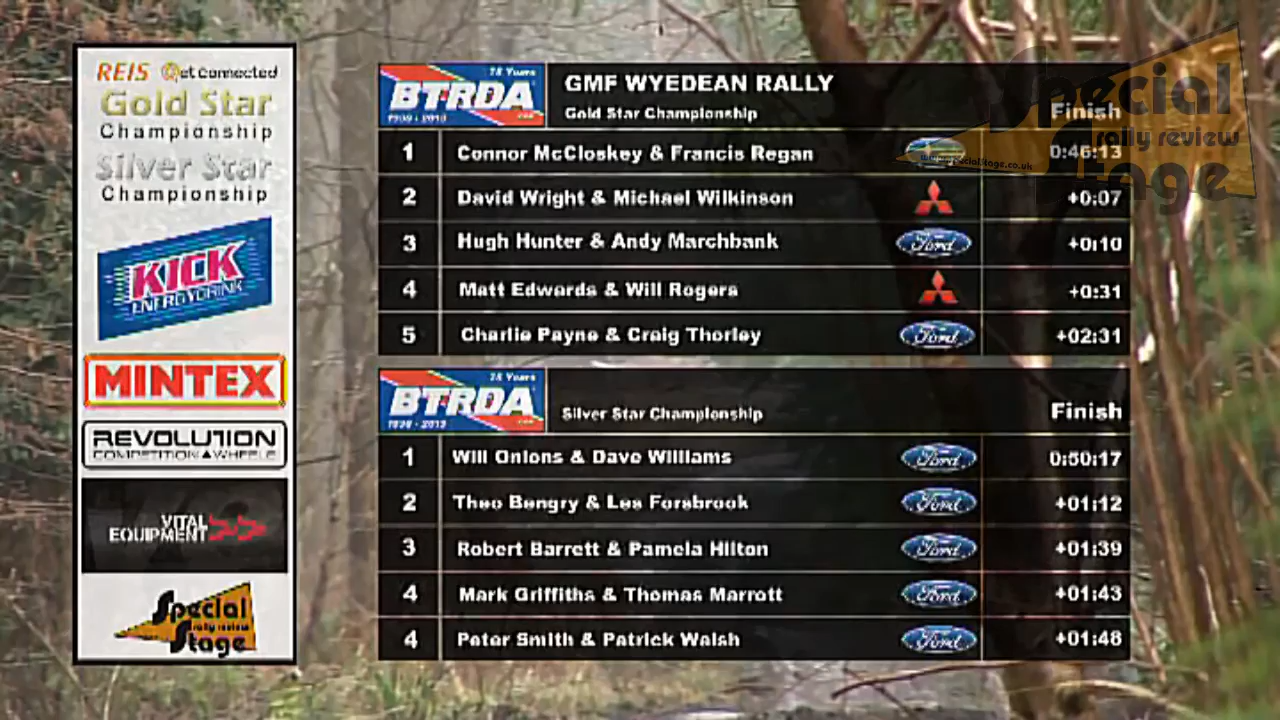 REIS Get Connected
Gold Star
Championship
Silver Star
Championship
KICK
ENERGY DRINK
MINTEX
REVOLUTION
COMPETITION WHEELS
VITAL
EQUIPMENT
Special
rally review
Stage
BTRDA
75 Years
GMF WYEDEAN RALLY
Gold Star Championship
Finish
1 Connor McCloskey & Francis Regan 0:46:13
2 David Wright & Michael Wilkinson +0:07
3 Hugh Hunter & Andy Marchbank Ford +0:10
4 Matt Edwards & Will Rogers +0:31
5 Charlie Payne & Craig Thorley Ford +02:31
BTRDA
75 Years
Silver Star Championship
Finish
1 Will Onions & Dave Williams Ford 0:50:17
2 Theo Bengry & Les Forsbrook Ford +01:12
3 Robert Barrett & Pamela Hilton Ford +01:39
4 Mark Griffiths & Thomas Marrott Ford +01:43
4 Peter Smith & Patrick Walsh Ford +01:48
Special
rally review
Stage